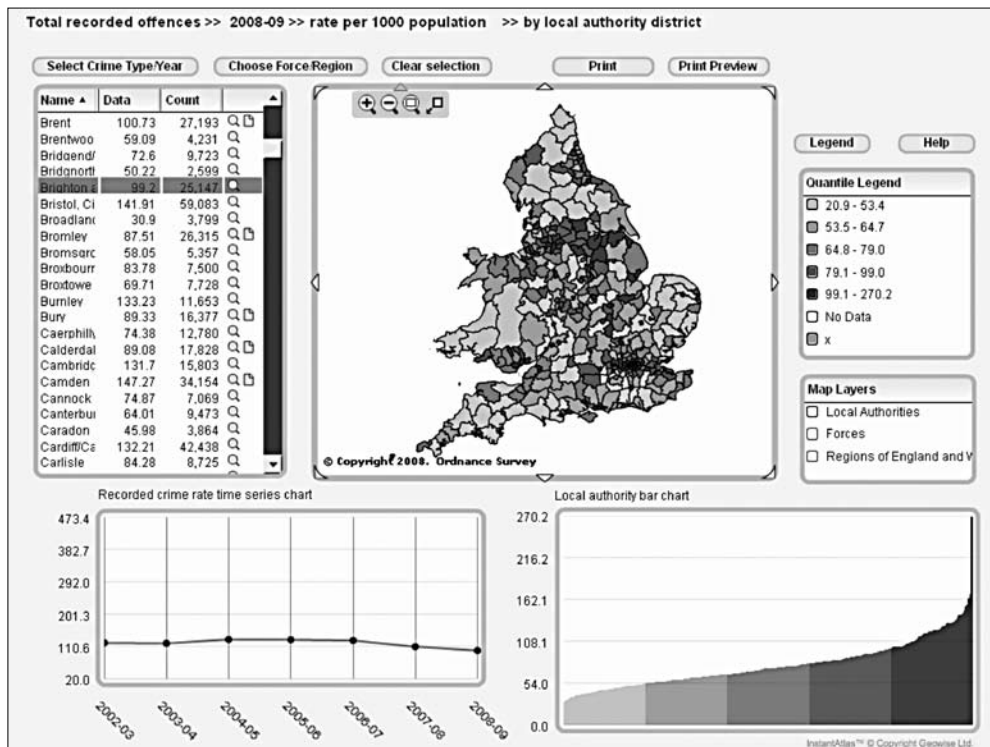 Total recorded offences >> 2008-09 >> rate per 1000 population >> by local authority district
Select Crime Type/Year Choose Force/Region Clear selection Print Print Preview
Name Data Count
Brent 100.73 27,193
Brentwoo 59.09 4,231
Bridgend/ 72.6 9,723
Bridgnortl 50.22 2,599
Brighton a 99.2 25,147
Bristol, Ci 141.91 59,083
Broadlanc 30.9 3,799
Bromley 87.51 26,315
Bromsgrc 58.05 5,357
Broxbourr 83.78 7,500
Broxtowe 69.71 7,728
Burnley 133.23 11,653
Bury 89.33 16,377
Caerphilly 74.38 12,780
Calderdal 89.08 17,828
Cambridc 131.7 15,803
Camden 147.27 34,154
Cannock 74.87 7,069
Canterbui 64.01 9,473
Caradon 45.98 3,864
Cardiff/Ca 132.21 42,438
Carlisle 84.28 8,725
© Copyright 2008. Ordnance Survey
Legend Help
Quantile Legend
20.9 - 53.4
53.5 - 64.7
64.8 - 79.0
79.1 - 99.0
99.1 - 270.2
No Data
x
Map Layers
Local Authorities
Forces
Regions of England and W
Recorded crime rate time series chart
473.4
382.7
292.0
201.3
110.6
20.0
2002-03
2003-04
2004-05
2005-06
2006-07
2007-08
2008-09
Local authority bar chart
270.2
216.2
162.1
108.1
54.0
0.0
InstantAtlas™ © Copyright Geowise Ltd.